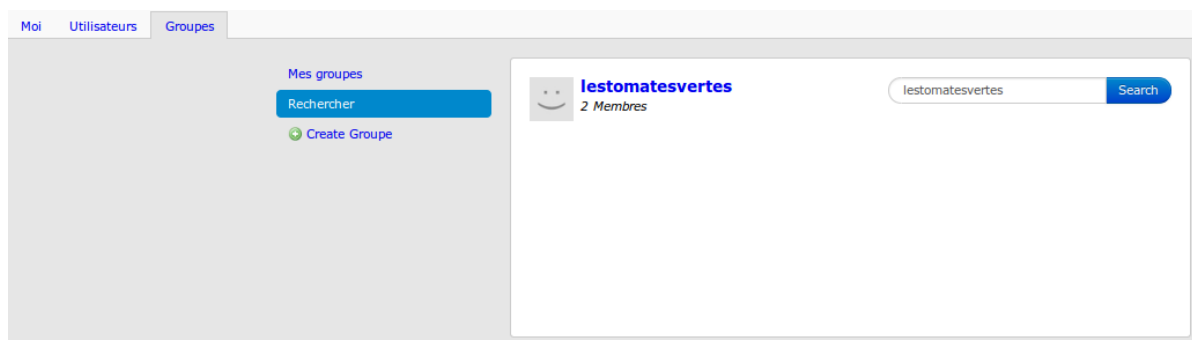 Moi Utilisateurs Groupes
Mes groupes
Rechercher
Create Groupe
lestomatesvertes
2 Membres
lestomatesvertes Search